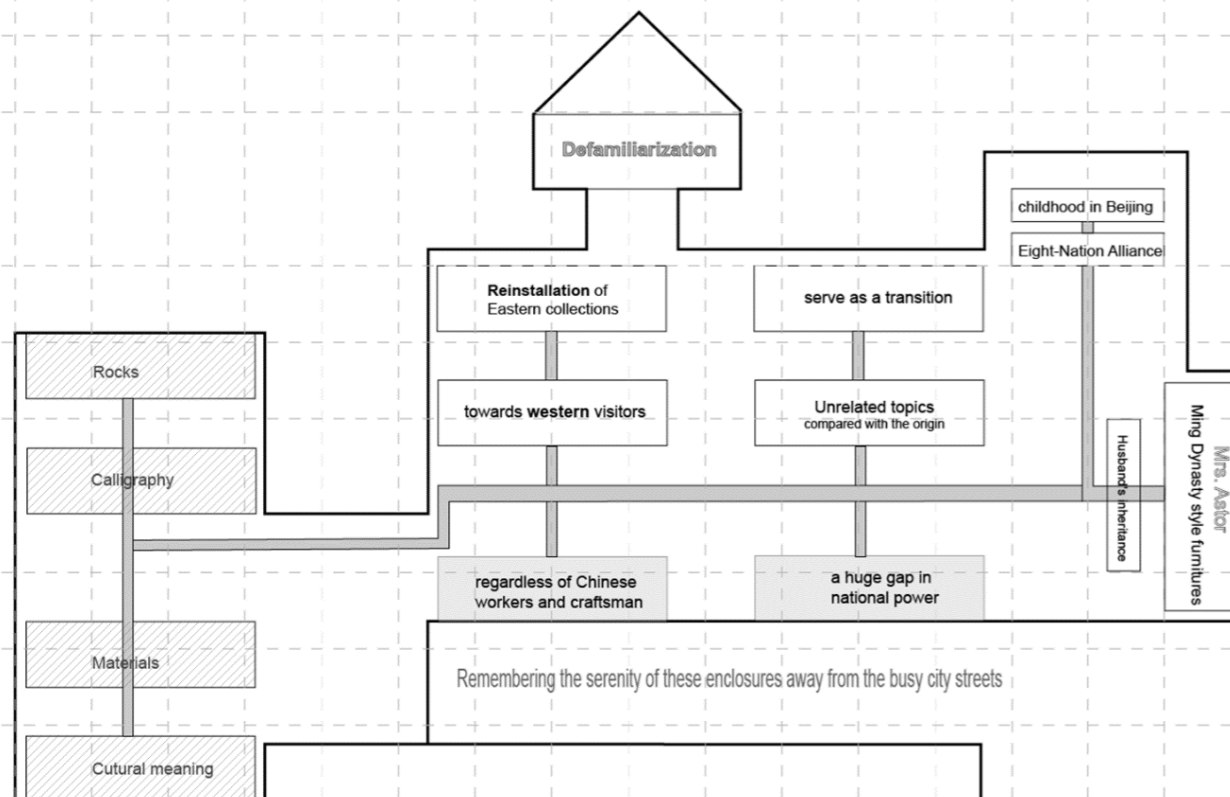 Defamiliarization
childhood in Beijing
Eight-Nation Alliance
Reinstallation of
Eastern collections
serve as a transition
Rocks
towards western visitors
Unrelated topics
compared with the origin
Calligraphy
Husband's inheritance
Ming Dynasty style furnitures
Mrs. Astor
regardless of Chinese
workers and craftsman
a huge gap in
national power
Materials
Remembering the serenity of these enclosures away from the busy city streets
Cutural meaning